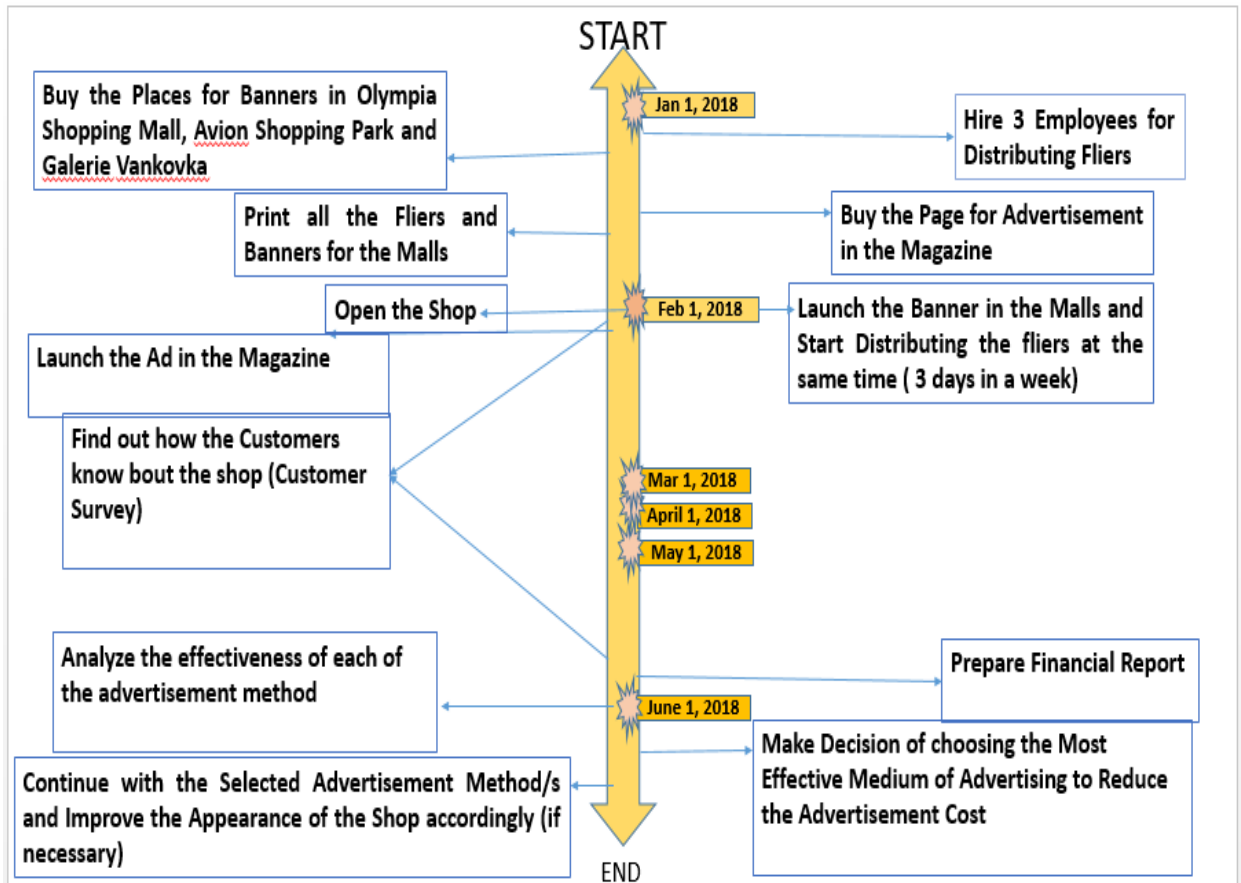 START
Jan 1, 2018
Buy the Places for Banners in Olympia
Shopping Mall, Avion Shopping Park and
Galerie Vankovka
Hire 3 Employees for
Distributing Fliers
Print all the Fliers and
Banners for the Malls
Buy the Page for Advertisement
in the Magazine
Open the Shop
Feb 1, 2018
Launch the Banner in the Malls and
Start Distributing the fliers at the
same time ( 3 days in a week)
Launch the Ad in the Magazine
Find out how the Customers
know bout the shop (Customer
Survey)
Mar 1, 2018
April 1, 2018
May 1, 2018
Analyze the effectiveness of each of
the advertisement method
Prepare Financial Report
June 1, 2018
Make Decision of choosing the Most
Effective Medium of Advertising to Reduce
the Advertisement Cost
Continue with the Selected Advertisement Method/s
and Improve the Appearance of the Shop accordingly (if
necessary)
END